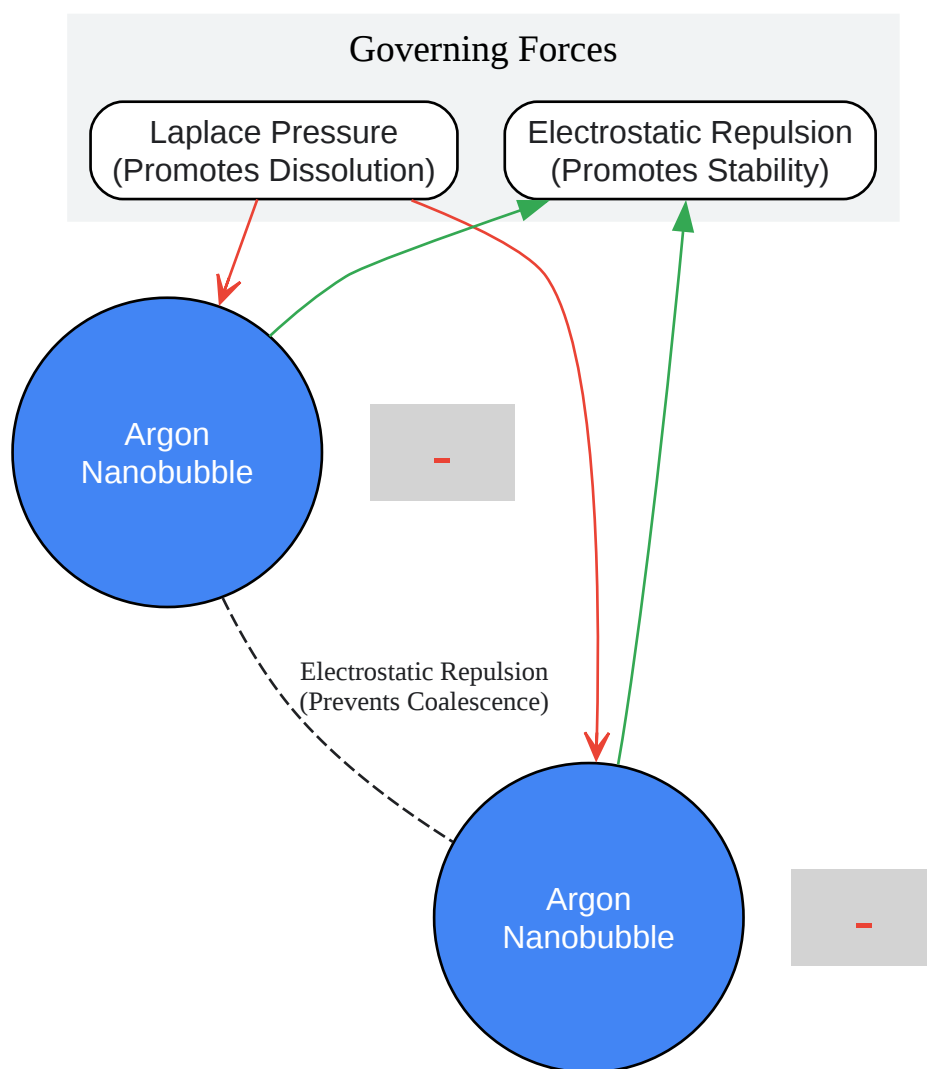 Governing Forces
Laplace Pressure
(Promotes Dissolution)
Electrostatic Repulsion
(Promotes Stability)
Argon
Nanobubble
-
Electrostatic Repulsion
(Prevents Coalescence)
Argon
Nanobubble
-